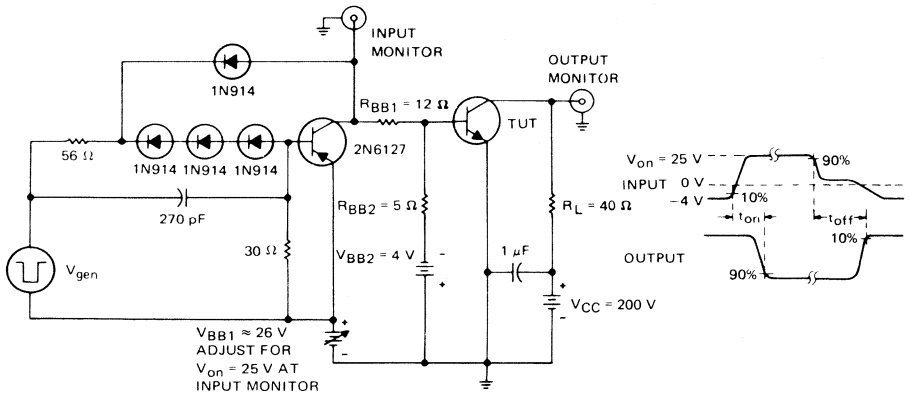 INPUT
MONITOR
OUTPUT
MONITOR
1N914
R_BB1 = 12 Ω
TUT
56 Ω
1N914 1N914 1N914
2N6127
270 pF
30 Ω
V_gen
R_BB2 = 5 Ω
V_BB2 = 4 V
-
+
1 μF
R_L = 40 Ω
+
-
V_CC = 200 V
+
-
V_BB1 ≈ 26 V
ADJUST FOR
V_on = 25 V AT
INPUT MONITOR
V_on = 25 V
90%
INPUT 0 V
-4 V
10%
t_on
t_off
10%
OUTPUT
90%